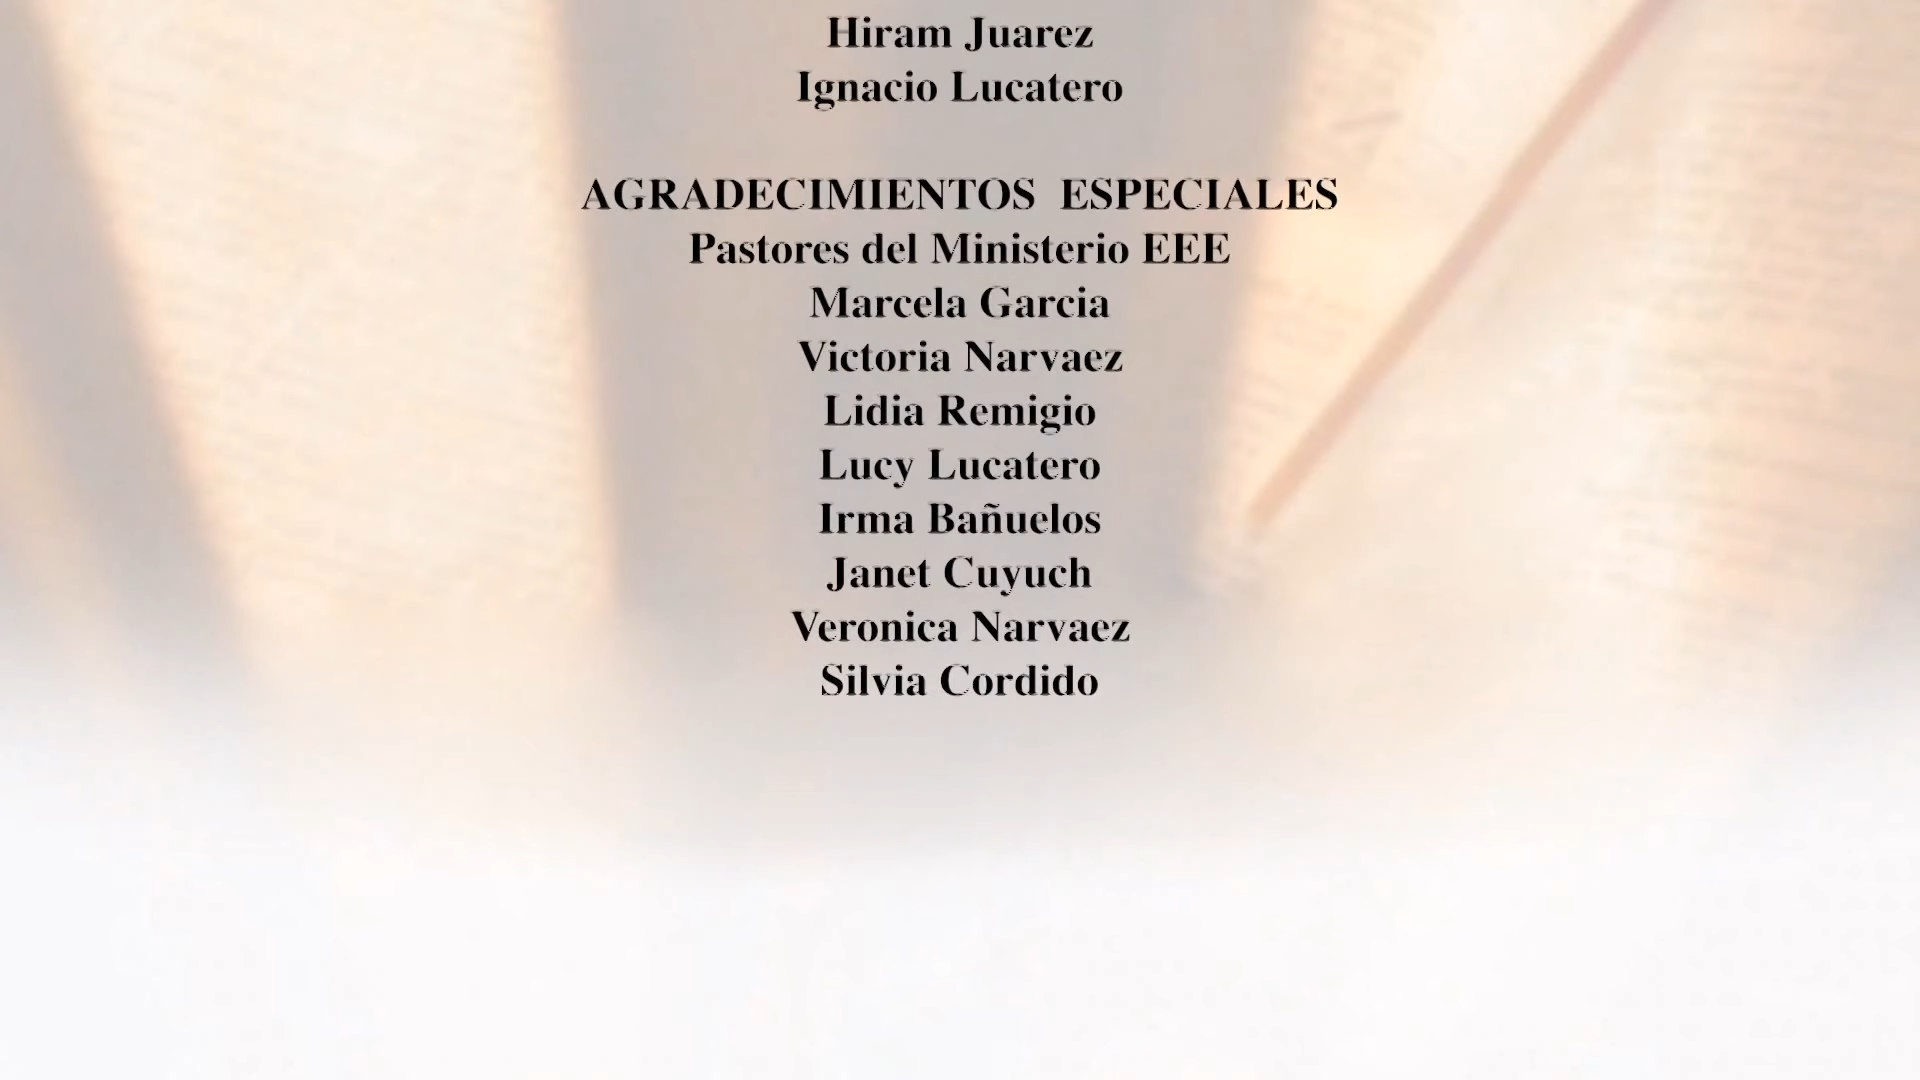 Hiram Juarez
Ignacio Lucatero
AGRADECIMIENTOS ESPECIALES
Pastores del Ministerio EEE
Marcela Garcia
Victoria Narvaez
Lidia Remigio
Lucy Lucatero
Irma Bañuelos
Janet Cuyuch
Veronica Narvaez
Silvia Cordido